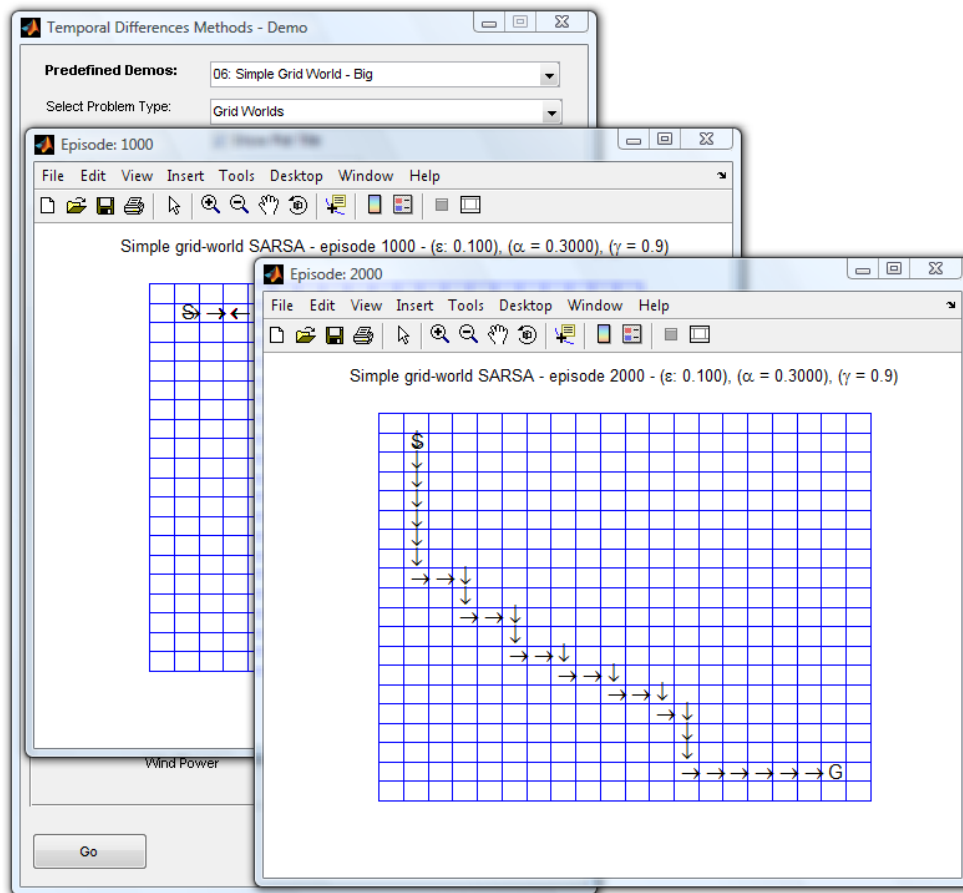 Temporal Differences Methods - Demo
Predefined Demos: 06: Simple Grid World - Big
Select Problem Type: Grid Worlds
Episode: 1000
File Edit View Insert Tools Desktop Window Help
Simple grid-world SARSA - episode 1000 - (ε: 0.100), (α = 0.3000), (γ = 0.9)
S
Episode: 2000
File Edit View Insert Tools Desktop Window Help
Simple grid-world SARSA - episode 2000 - (ε: 0.100), (α = 0.3000), (γ = 0.9)
S
G
Wind Power
Go